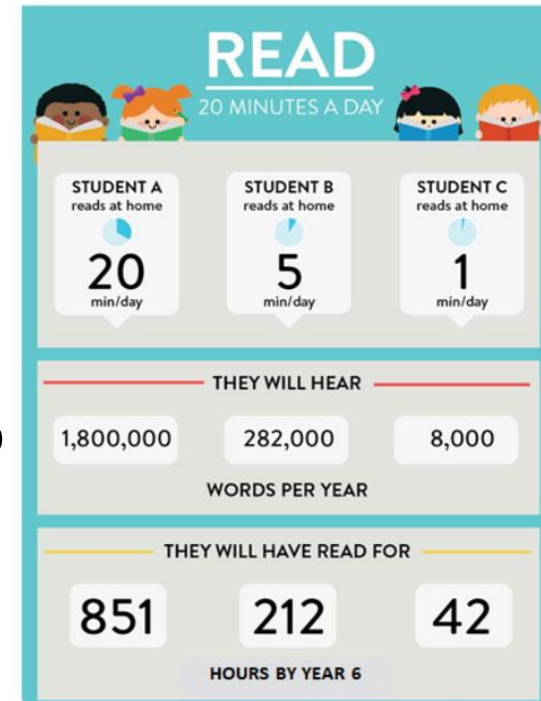 READ
20 MINUTES A DAY
STUDENT A
reads at home
20
min/day
STUDENT B
reads at home
5
min/day
STUDENT C
reads at home
1
min/day
THEY WILL HEAR
1,800,000 282,000 8,000
WORDS PER YEAR
THEY WILL HAVE READ FOR
851 212 42
HOURS BY YEAR 6